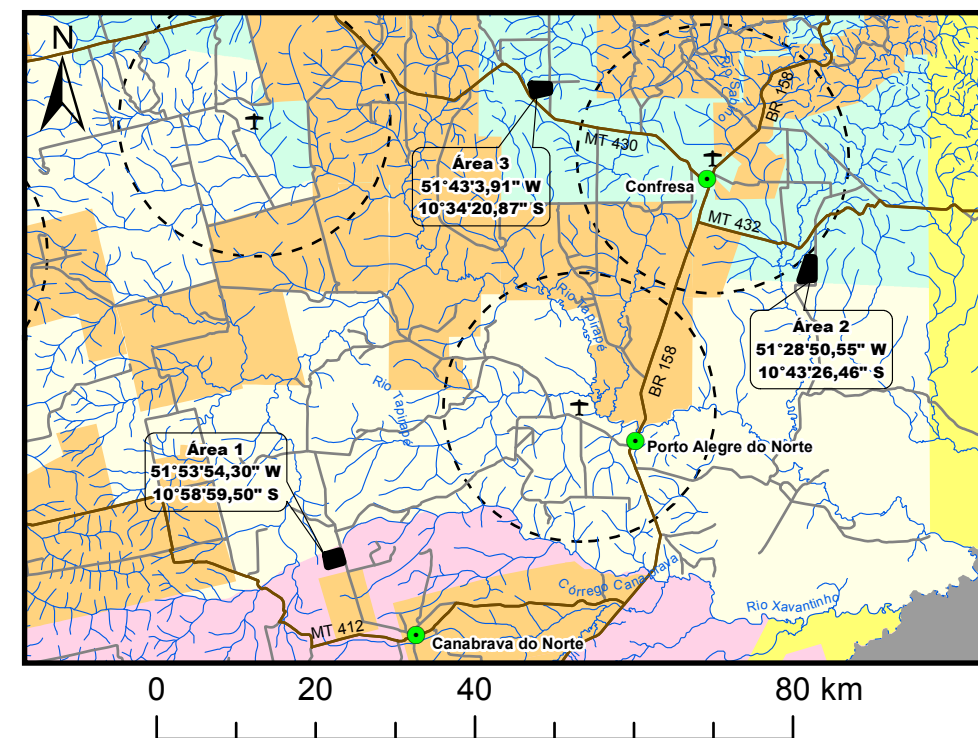 N
BR 158
Rio Sabino
MT 430
Área 3
51°43'3,91" W
10°34'20,87" S
Confresa
MT 432
Rio Tapirapé
Área 2
51°28'50,55" W
10°43'26,46" S
BR 158
Rio Tapirapé
Área 1
51°53'54,30" W
10°58'59,50" S
Porto Alegre do Norte
Córrego Canabrava
Rio Xavantinho
MT 412
Canabrava do Norte
0 20 40 80 km